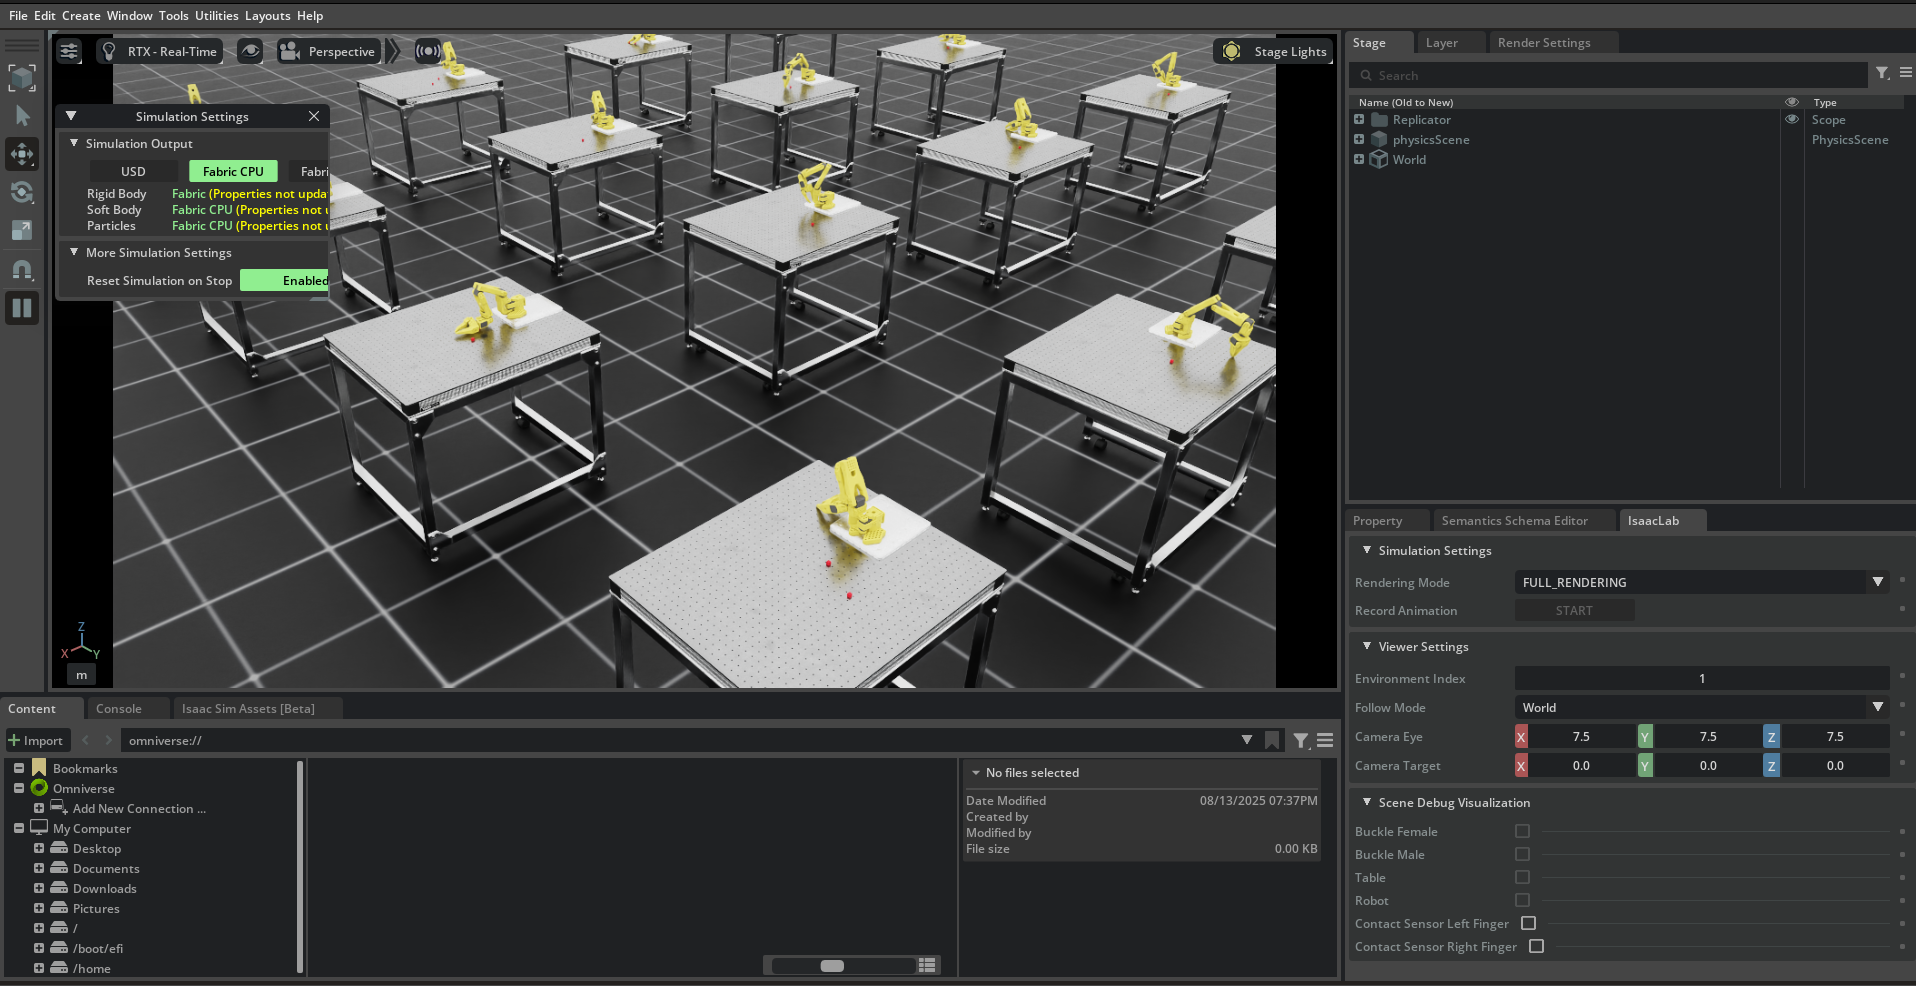 File Edit Create Window Tools Utilities Layouts Help
RTX - Real-Time
Perspective
Stage Lights
Simulation Settings
Simulation Output
USD
Fabric CPU
Fabri
Rigid Body Fabric (Properties not upda
Soft Body Fabric CPU (Properties not u
Particles Fabric CPU (Properties not u
More Simulation Settings
Reset Simulation on Stop Enabled
Z
X Y
m
Stage Layer Render Settings
Search
Name (Old to New) Type
Replicator Scope
physicsScene PhysicsScene
World
Property Semantics Schema Editor IsaacLab
Simulation Settings
Rendering Mode FULL_RENDERING
Record Animation START
Viewer Settings
Environment Index 1
Follow Mode World
Camera Eye X 7.5 Y 7.5 Z 7.5
Camera Target X 0.0 Y 0.0 Z 0.0
Scene Debug Visualization
Buckle Female
Buckle Male
Table
Robot
Contact Sensor Left Finger
Contact Sensor Right Finger
Content Console Isaac Sim Assets [Beta]
Import omniverse://
Bookmarks
Omniverse
Add New Connection ...
My Computer
Desktop
Documents
Downloads
Pictures
/
/boot/efi
/home
No files selected
Date Modified 08/13/2025 07:37PM
Created by
Modified by
File size 0.00 KB